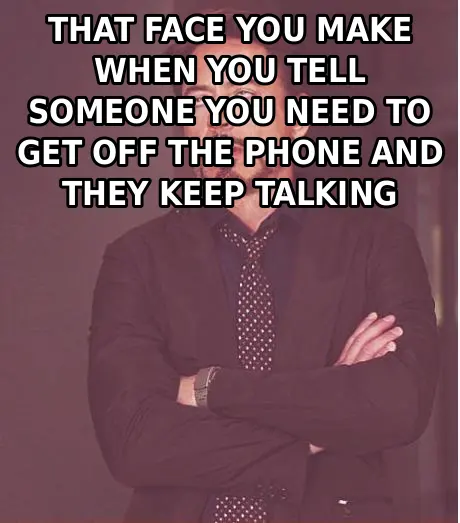 THAT FACE YOU MAKE
WHEN YOU TELL
SOMEONE YOU NEED TO
GET OFF THE PHONE AND
THEY KEEP TALKING